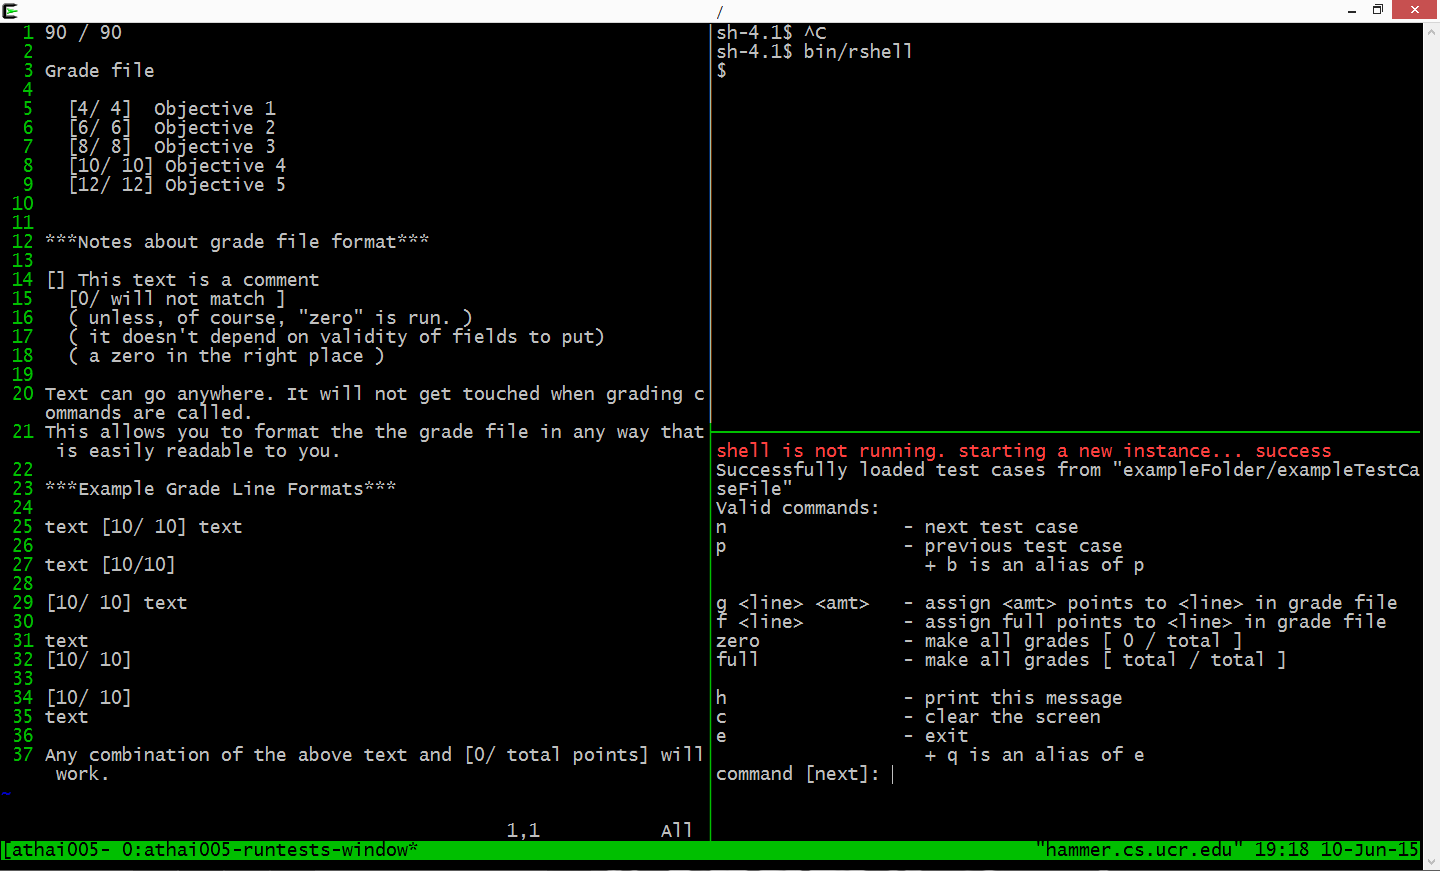 /
1 90 / 90
2
3 Grade file
4
5   [4/ 4]  Objective 1
6   [6/ 6]  Objective 2
7   [8/ 8]  Objective 3
8   [10/ 10] Objective 4
9   [12/ 12] Objective 5
10
11
12 ***Notes about grade file format***
13
14 [] This text is a comment
15   [0/ will not match ]
16   ( unless, of course, "zero" is run. )
17   ( it doesn't depend on validity of fields to put)
18   ( a zero in the right place )
19
20 Text can go anywhere. It will not get touched when grading c
ommands are called.
21 This allows you to format the the grade file in any way that
 is easily readable to you.
22
23 ***Example Grade Line Formats***
24
25 text [10/ 10] text
26
27 text [10/10]
28
29 [10/ 10] text
30
31 text
32 [10/ 10]
33
34 [10/ 10]
35 text
36
37 Any combination of the above text and [0/ total points] will
 work.
~
1,1           All
sh-4.1$ ^C
sh-4.1$ bin/rshell
$
shell is not running. starting a new instance... success
Successfully loaded test cases from "exampleFolder/exampleTestCa
seFile"
Valid commands:
n                - next test case
p                - previous test case
                   + b is an alias of p
g <line> <amt>   - assign <amt> points to <line> in grade file
f <line>         - assign full points to <line> in grade file
zero             - make all grades [ 0 / total ]
full             - make all grades [ total / total ]
h                - print this message
c                - clear the screen
e                - exit
                   + q is an alias of e
command [next]:
[athai005- 0:athai005-runtests-window* "hammer.cs.ucr.edu" 19:18 10-Jun-15